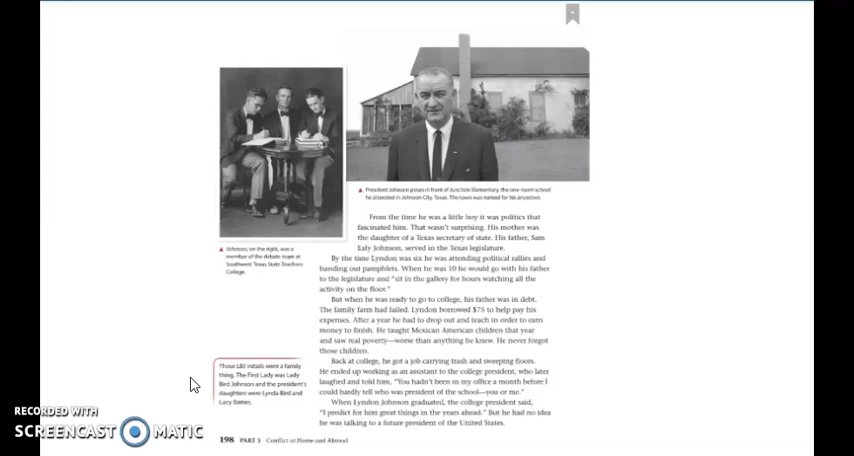 ▲ President Johnson poses in front of Junction Elementary, the one-room school
he attended in Johnson City, Texas. The town was named for his ancestors.
From the time he was a little boy it was politics that
fascinated him. That wasn't surprising. His mother was
the daughter of a Texas secretary of state. His father, Sam
Ealy Johnson, served in the Texas legislature.
▲ Johnson, on the right, was a
member of the debate team at
Southwest Texas State Teachers
College.
By the time Lyndon was six he was attending political rallies and
handing out pamphlets. When he was 10 he would go with his father
to the legislature and "sit in the gallery for hours watching all the
activity on the floor."
But when he was ready to go to college, his father was in debt.
The family farm had failed. Lyndon borrowed $75 to help pay his
expenses. After a year he had to drop out and teach in order to earn
money to finish. He taught Mexican American children that year
and saw real poverty—worse than anything he knew. He never forgot
those children.
Back at college, he got a job carrying trash and sweeping floors.
He ended up working as an assistant to the college president, who later
laughed and told him, "You hadn't been in my office a month before I
could hardly tell who was president of the school—you or me."
When Lyndon Johnson graduated, the college president said,
"I predict for him great things in the years ahead." But he had no idea
he was talking to a future president of the United States.
Those LBJ initials were a family
thing. The First Lady was Lady
Bird Johnson and the president's
daughters were Lynda Bird and
Lucy Baines.
198 PART 3 Conflict at Home and Abroad
RECORDED WITH
SCREENCAST MATIC